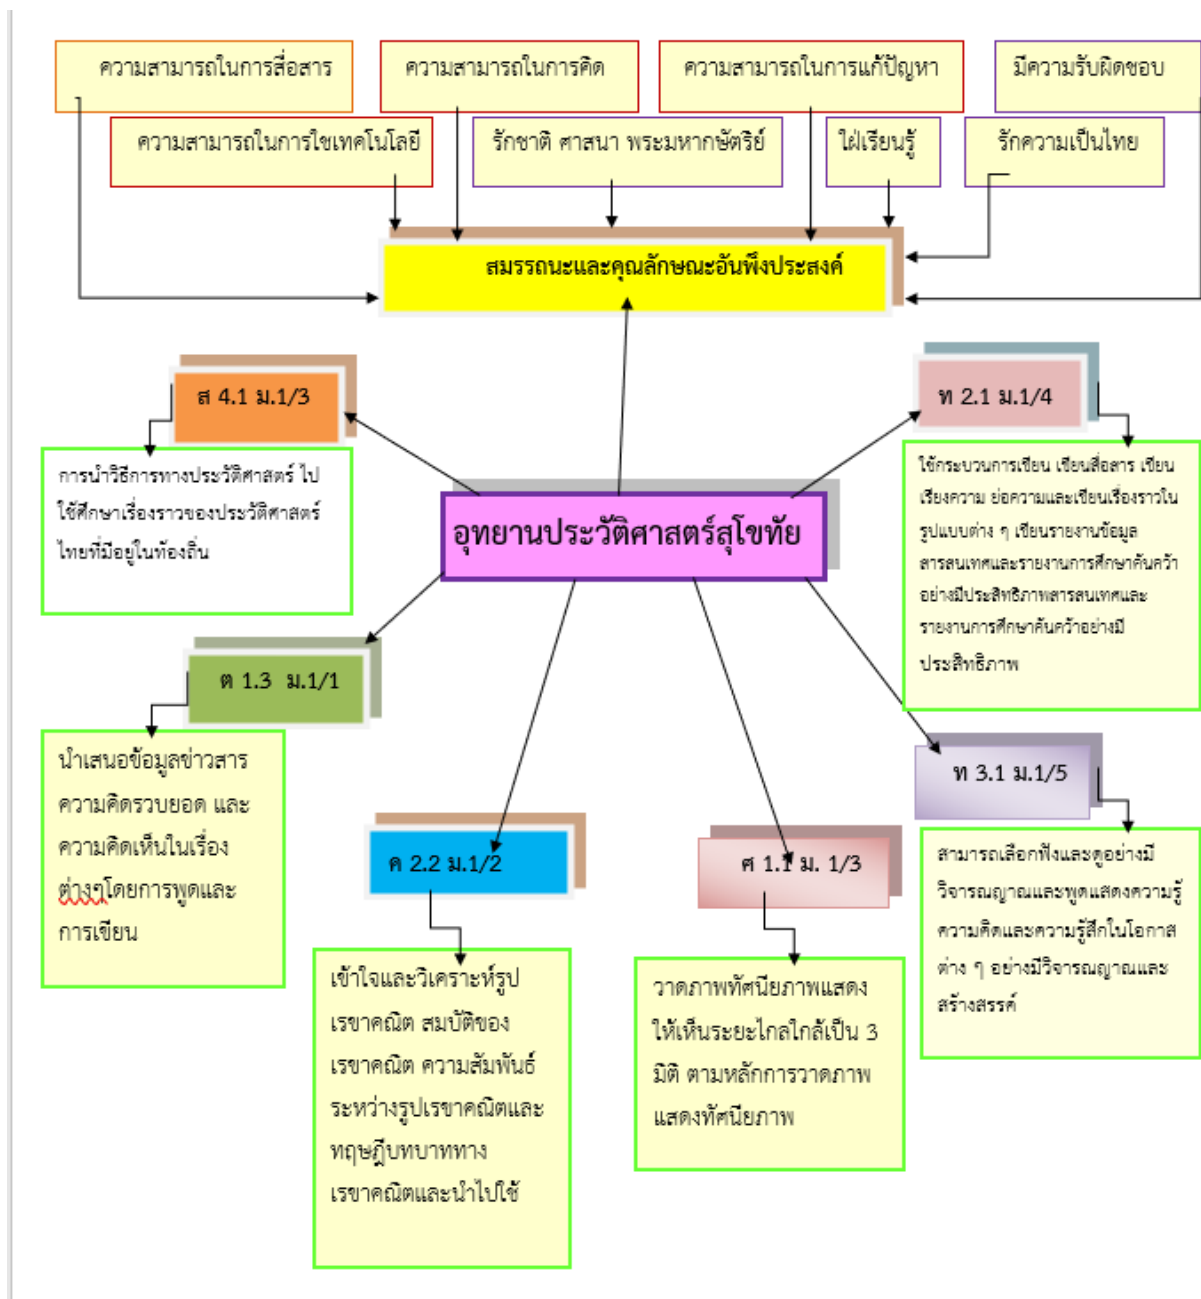 ความสามารถในการสื่อสาร
ความสามารถในการคิด
ความสามารถในการแก้ปัญหา
มีความรับผิดชอบ
ความสามารถในการใชเทคโนโลยี
รักชาติ ศาสนา พระมหากษัตริย์
ใฝ่เรียนรู้
รักความเป็นไทย
สมรรถนะและคุณลักษณะอันพึงประสงค์
ส 4.1 ม.1/3
การนำวิธีการทางประวัติศาสตร์ ไป
ใช้ศึกษาเรื่องราวของประวัติศาสตร์
ไทยที่มีอยู่ในท้องถิ่น
ท 2.1 ม.1/4
ใช้กระบวนการเขียน เขียนสื่อสาร เขียน
เรียงความ ย่อความและเขียนเรื่องราวใน
รูปแบบต่าง ๆ เขียนรายงานข้อมูล
สารสนเทศและรายงานการศึกษาค้นคว้า
อย่างมีประสิทธิภาพสารสนเทศและ
รายงานการศึกษาค้นคว้าอย่างมี
ประสิทธิภาพ
อุทยานประวัติศาสตร์สุโขทัย
ต 1.3 ม.1/1
นำเสนอข้อมูลข่าวสาร
ความคิดรวบยอด และ
ความคิดเห็นในเรื่อง
ต่างๆโดยการพูดและ
การเขียน
ท 3.1 ม.1/5
สามารถเลือกฟังและดูอย่างมี
วิจารณญาณและพูดแสดงความรู้
ความคิดและความรู้สึกในโอกาส
ต่าง ๆ อย่างมีวิจารณญาณและ
สร้างสรรค์
ค 2.2 ม.1/2
เข้าใจและวิเคราะห์รูป
เรขาคณิต สมบัติของ
เรขาคณิต ความสัมพันธ์
ระหว่างรูปเรขาคณิตและ
ทฤษฎีบทบาททาง
เรขาคณิตและนำไปใช้
ศ 1.1 ม. 1/3
วาดภาพทัศนียภาพแสดง
ให้เห็นระยะไกลใกล้เป็น 3
มิติ ตามหลักการวาดภาพ
แสดงทัศนียภาพ